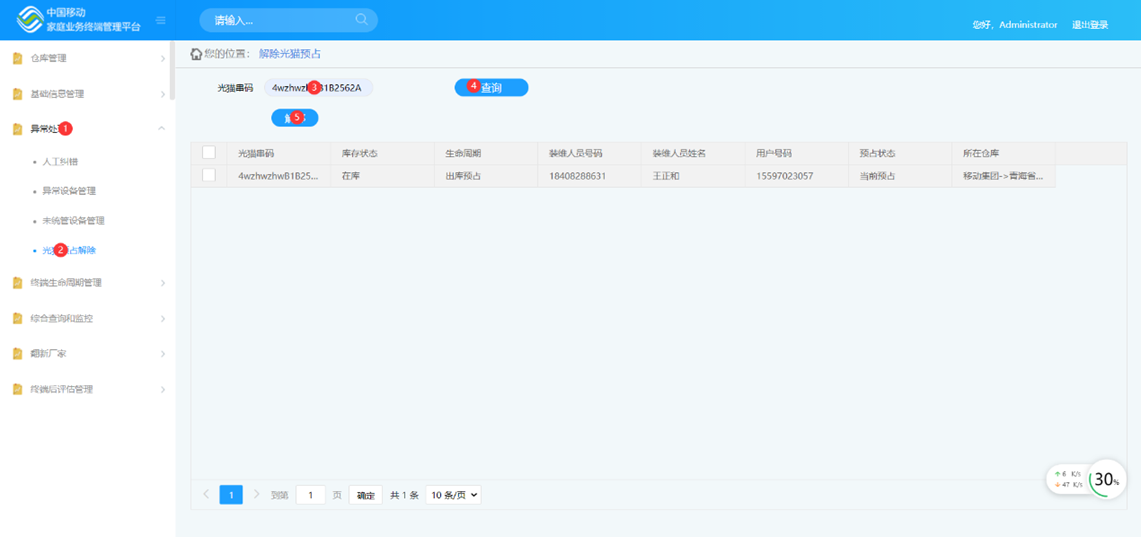 中国移动
家庭业务终端管理平台
请输入...
您好，Administrator 退出登录
仓库管理
基础信息管理
异常处 1
人工纠错
异常设备管理
未纳管设备管理
光 2 占解除
终端生命周期管理
综合查询和监控
翻新厂家
终端后评估管理
您的位置： 解除光猫预占
光猫串码 4wzhwz 3 B1B2562A 4 查询
5
光猫串码 库存状态 生命周期 装维人员号码 装维人员姓名 用户号码 预占状态 所在仓库
4wzhwzhwB1B25... 在库 出库预占 18408288631 王正和 15597023057 当前预占 移动集团->青海省...
1 到第 1 页 确定 共 1 条 10 条/页
6 K/s
47 K/s
30%